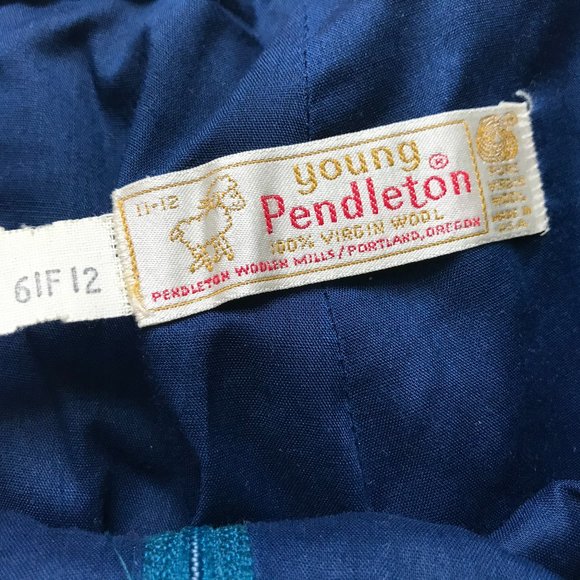 young
11-12
Pendleton®
100% VIRGIN WOOL
PENDLETON WOOLEN MILLS/PORTLAND, OREGON
MADE IN
U.S.A.
61F12